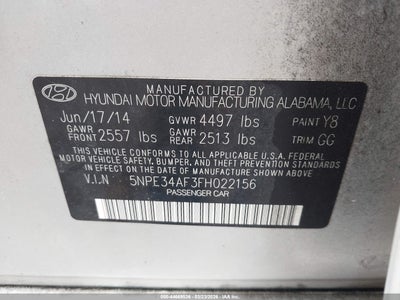 MANUFACTURED BY
HYUNDAI MOTOR MANUFACTURING ALABAMA, LLC
Jun/17/14 GVWR 4497 lbs PAINT Y8
GAWR FRONT 2557 lbs GAWR REAR 2513 lbs TRIM GG
THIS VEHICLE CONFORMS TO ALL APPLICABLE FEDERAL
MOTOR VEHICLE SAFETY, BUMPER, AND THEFT PREVENTION STANDARDS
IN EFFECT ON THE DATE OF MANUFACTURE SHOWN ABOVE.
V.I.N 5NPE34AF3FH022156
PASSENGER CAR